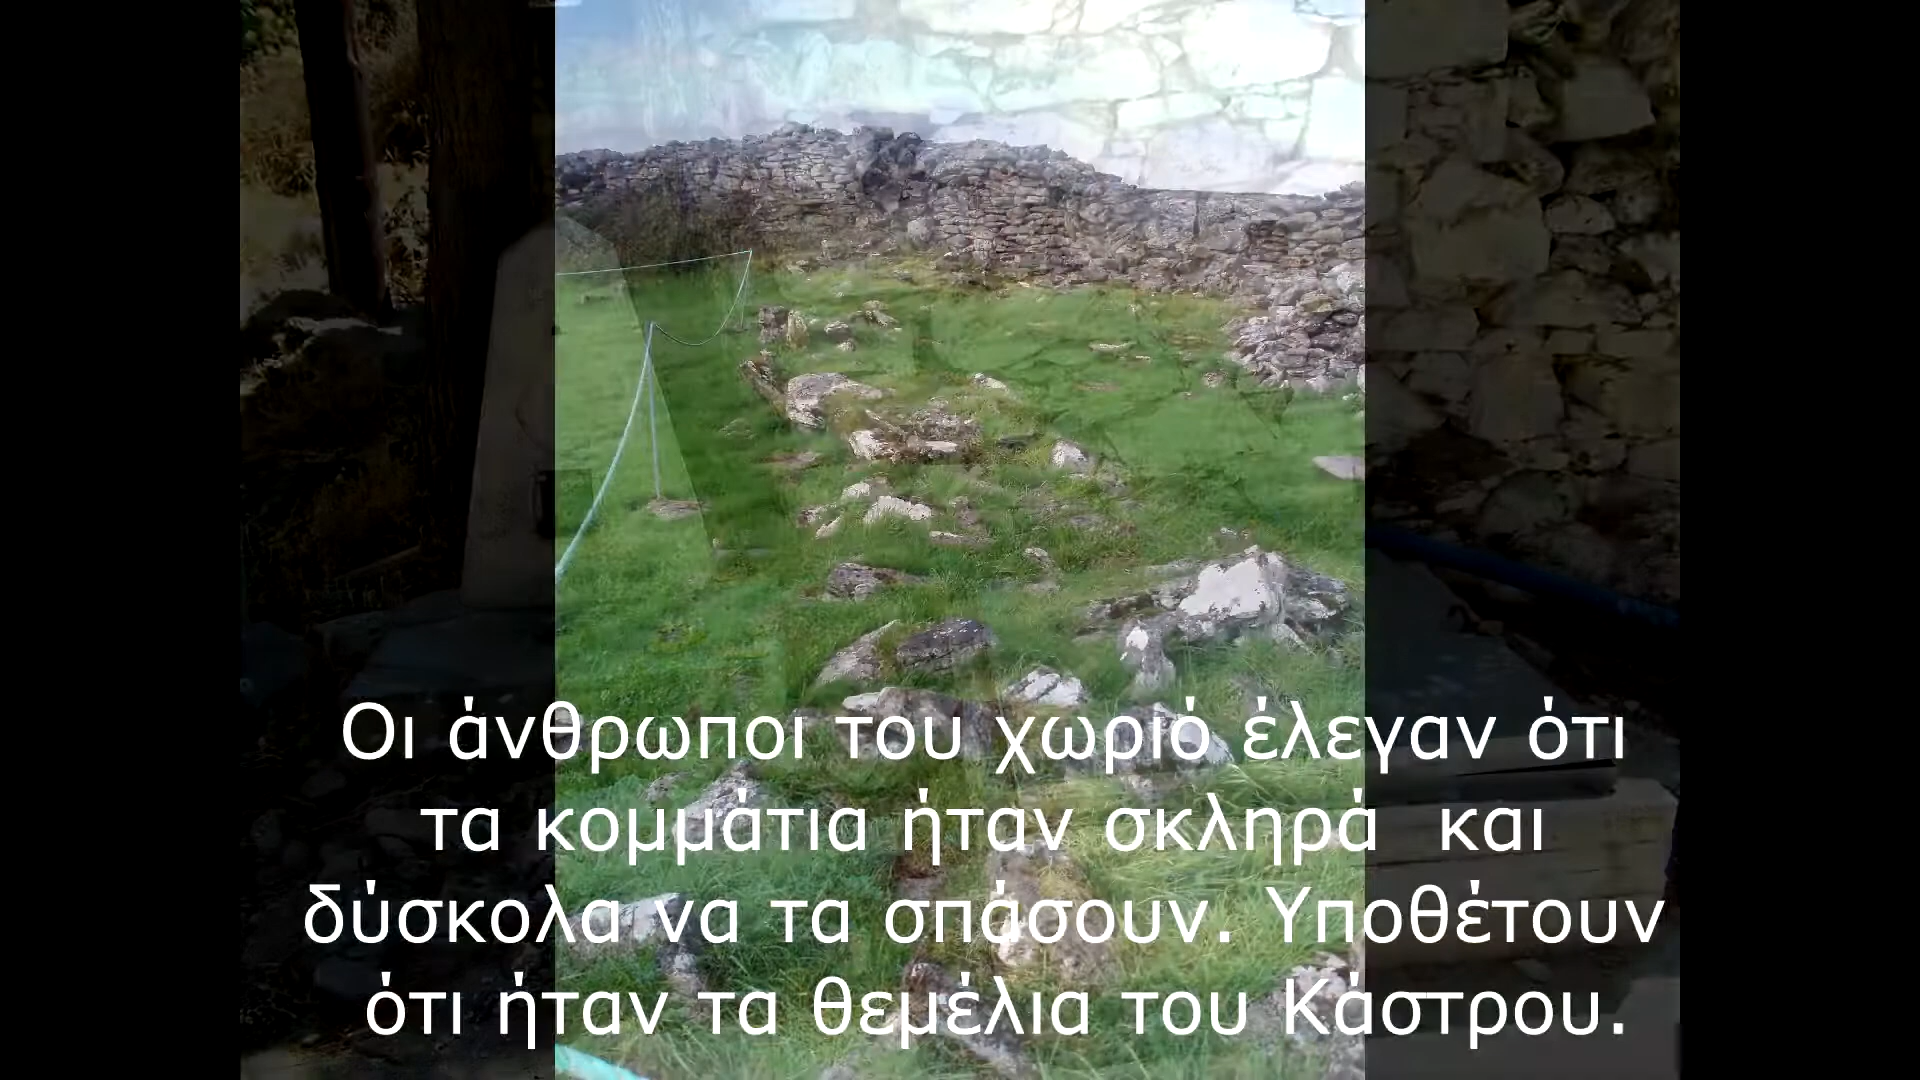 Οι άνθρωποι του χωριό έλεγαν ότι
τα κομμάτια ήταν σκληρά  και
δύσκολα να τα σπάσουν. Υποθέτουν
ότι ήταν τα θεμέλια του Κάστρου.